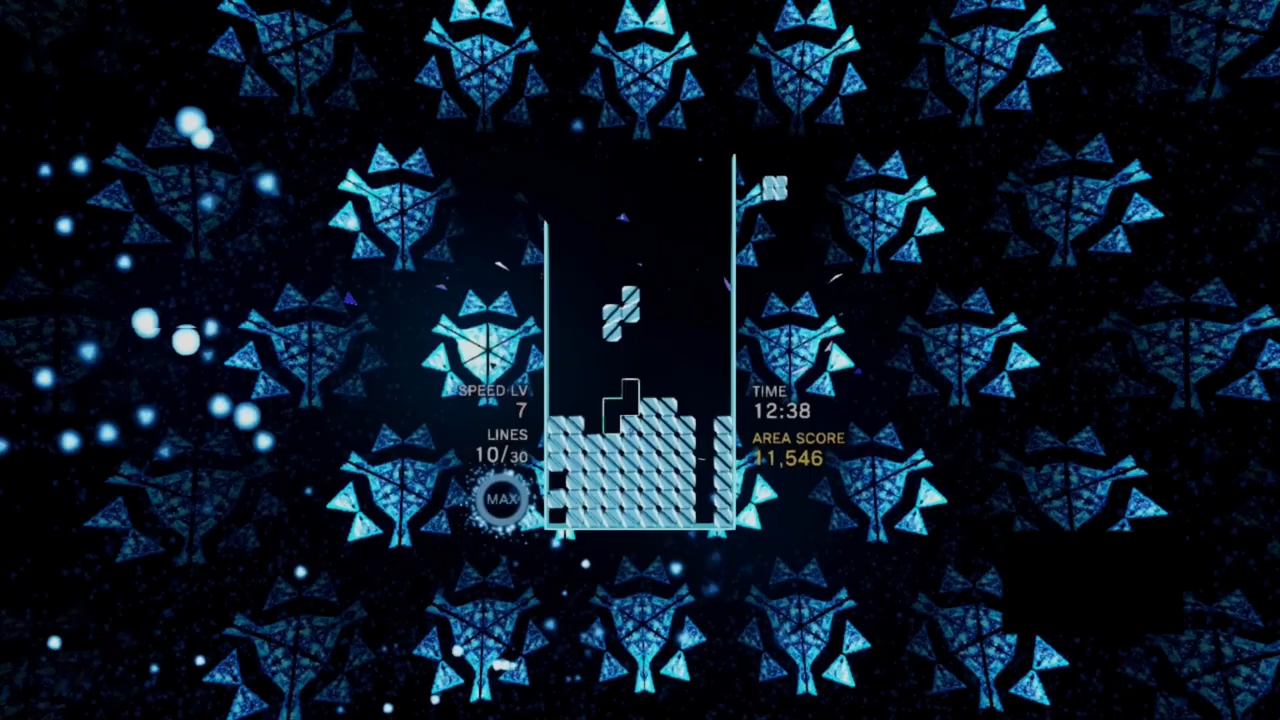 SPEED LV
7
LINES
10/30
MAX
TIME
12:38
AREA SCORE
11,546